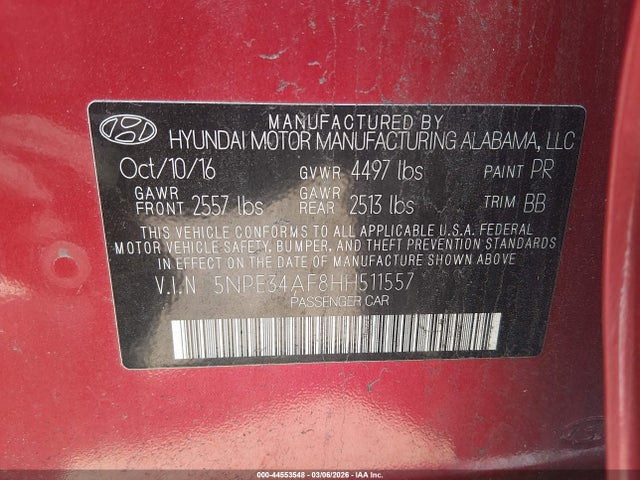 MANUFACTURED BY
HYUNDAI MOTOR MANUFACTURING ALABAMA, LLC
Oct/10/16 GVWR 4497 lbs PAINT PR
GAWR FRONT 2557 lbs GAWR REAR 2513 lbs TRIM BB
THIS VEHICLE CONFORMS TO ALL APPLICABLE U.S.A. FEDERAL
MOTOR VEHICLE SAFETY, BUMPER, AND THEFT PREVENTION
STANDARDS IN EFFECT ON THE DATE OF MANUFACTURE SHOWN ABOVE
V.I.N 5NPE34AF8HH511557
PASSENGER CAR
000-44553548 - 03/06/2026 - IAA Inc.